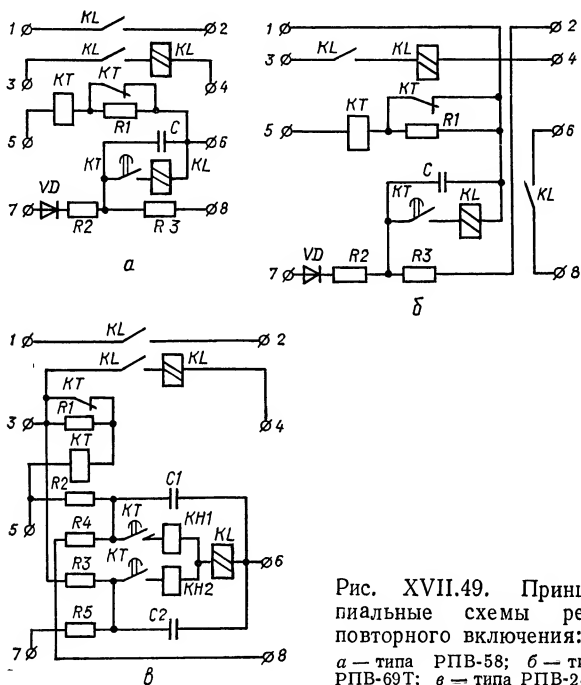 1 KL 2
KL KL
3 KT KT 4
R1
5 6
C
KT KL
7 VD R2 R3 8
а
1 2
3 KL KL 4
KT
5 KT R1 6
C
KT KL KL
VD R2 R3
7 8
б
1 KL 2
KL KL
KT
3 R1 4
KT
R2 C1
5 KT KH1
R4 KL
KT 6
R3
KH2
R5 C2
7 8
в
Рис. XVII.49. Принци
пиальные схемы ре
повторного включения:
а — типа РПВ-58; б — ти
РПВ-69Т; в — типа РПВ-2